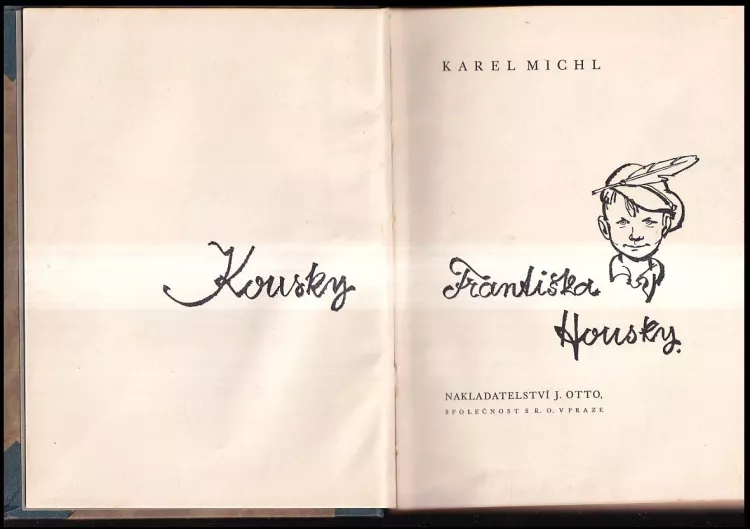 Kousky
KAREL MICHL
Františka
Housky.
NAKLADATELSTVÍ J. OTTO,
SPOLEČNOST S R. O. V PRAZE